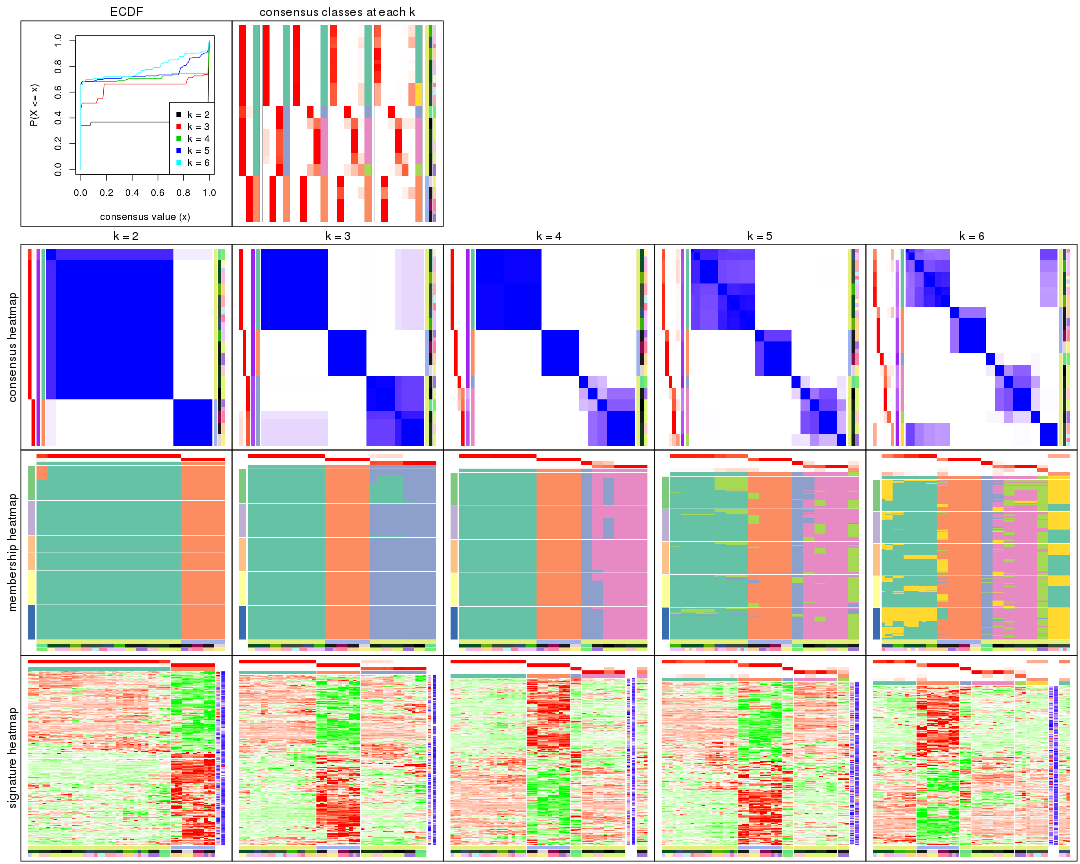 ECDF
consensus classes at each k
P(X <= x)
0.0
0.2
0.4
0.6
0.8
1.0
k = 2
k = 3
k = 4
k = 5
k = 6
0.0 0.2 0.4 0.6 0.8 1.0
consensus value (x)
k = 2
k = 3
k = 4
k = 5
k = 6
consensus heatmap
membership heatmap
signature heatmap